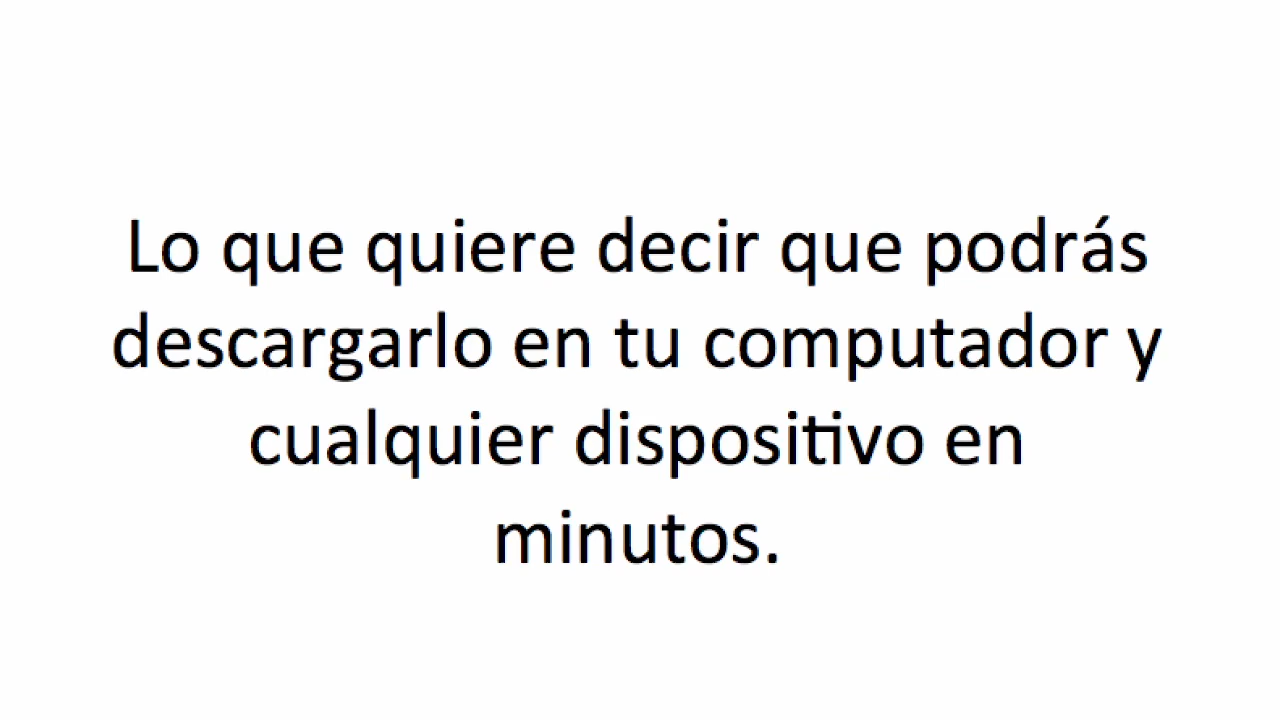 Lo que quiere decir que podrás
descargarlo en tu computador y
cualquier dispositivo en
minutos.